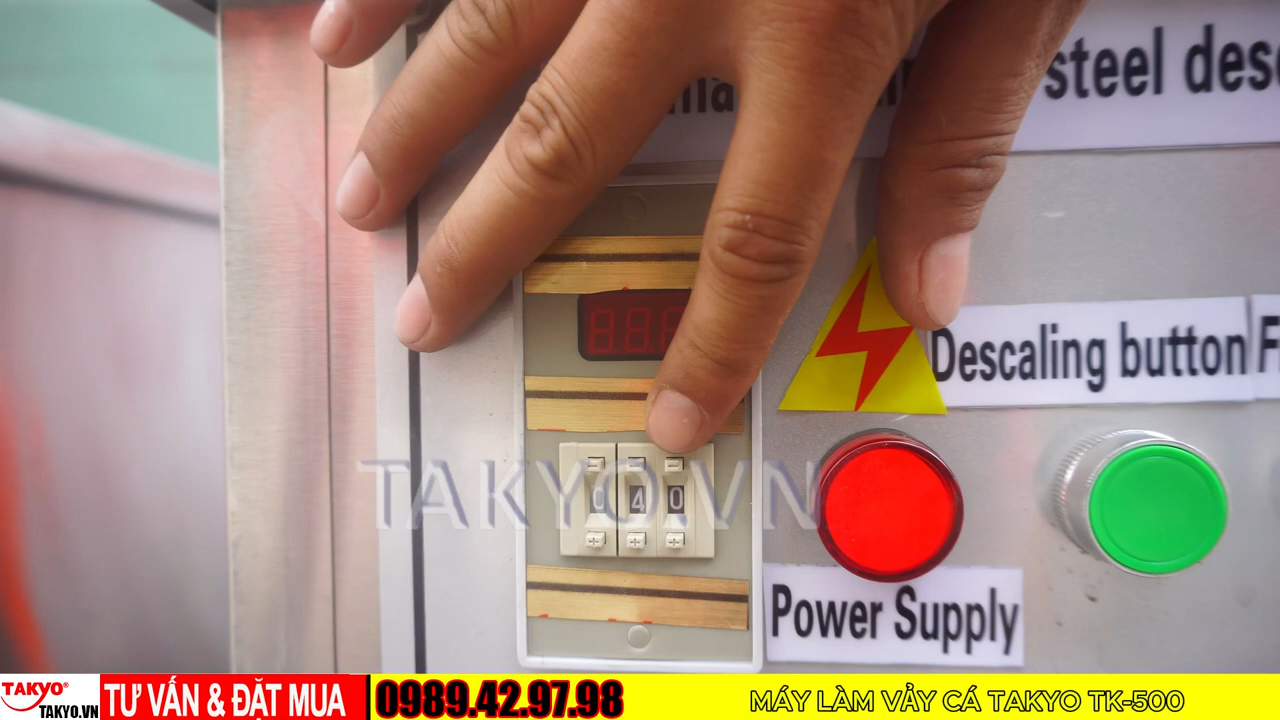 steel
Descaling button
TAKYO.VN
0 4 0
Power Supply
TAKYO®
TAKYO.VN
TƯ VẤN & ĐẶT MUA
0989.42.97.98
MÁY LÀM VẢY CÁ TAKYO TK-500